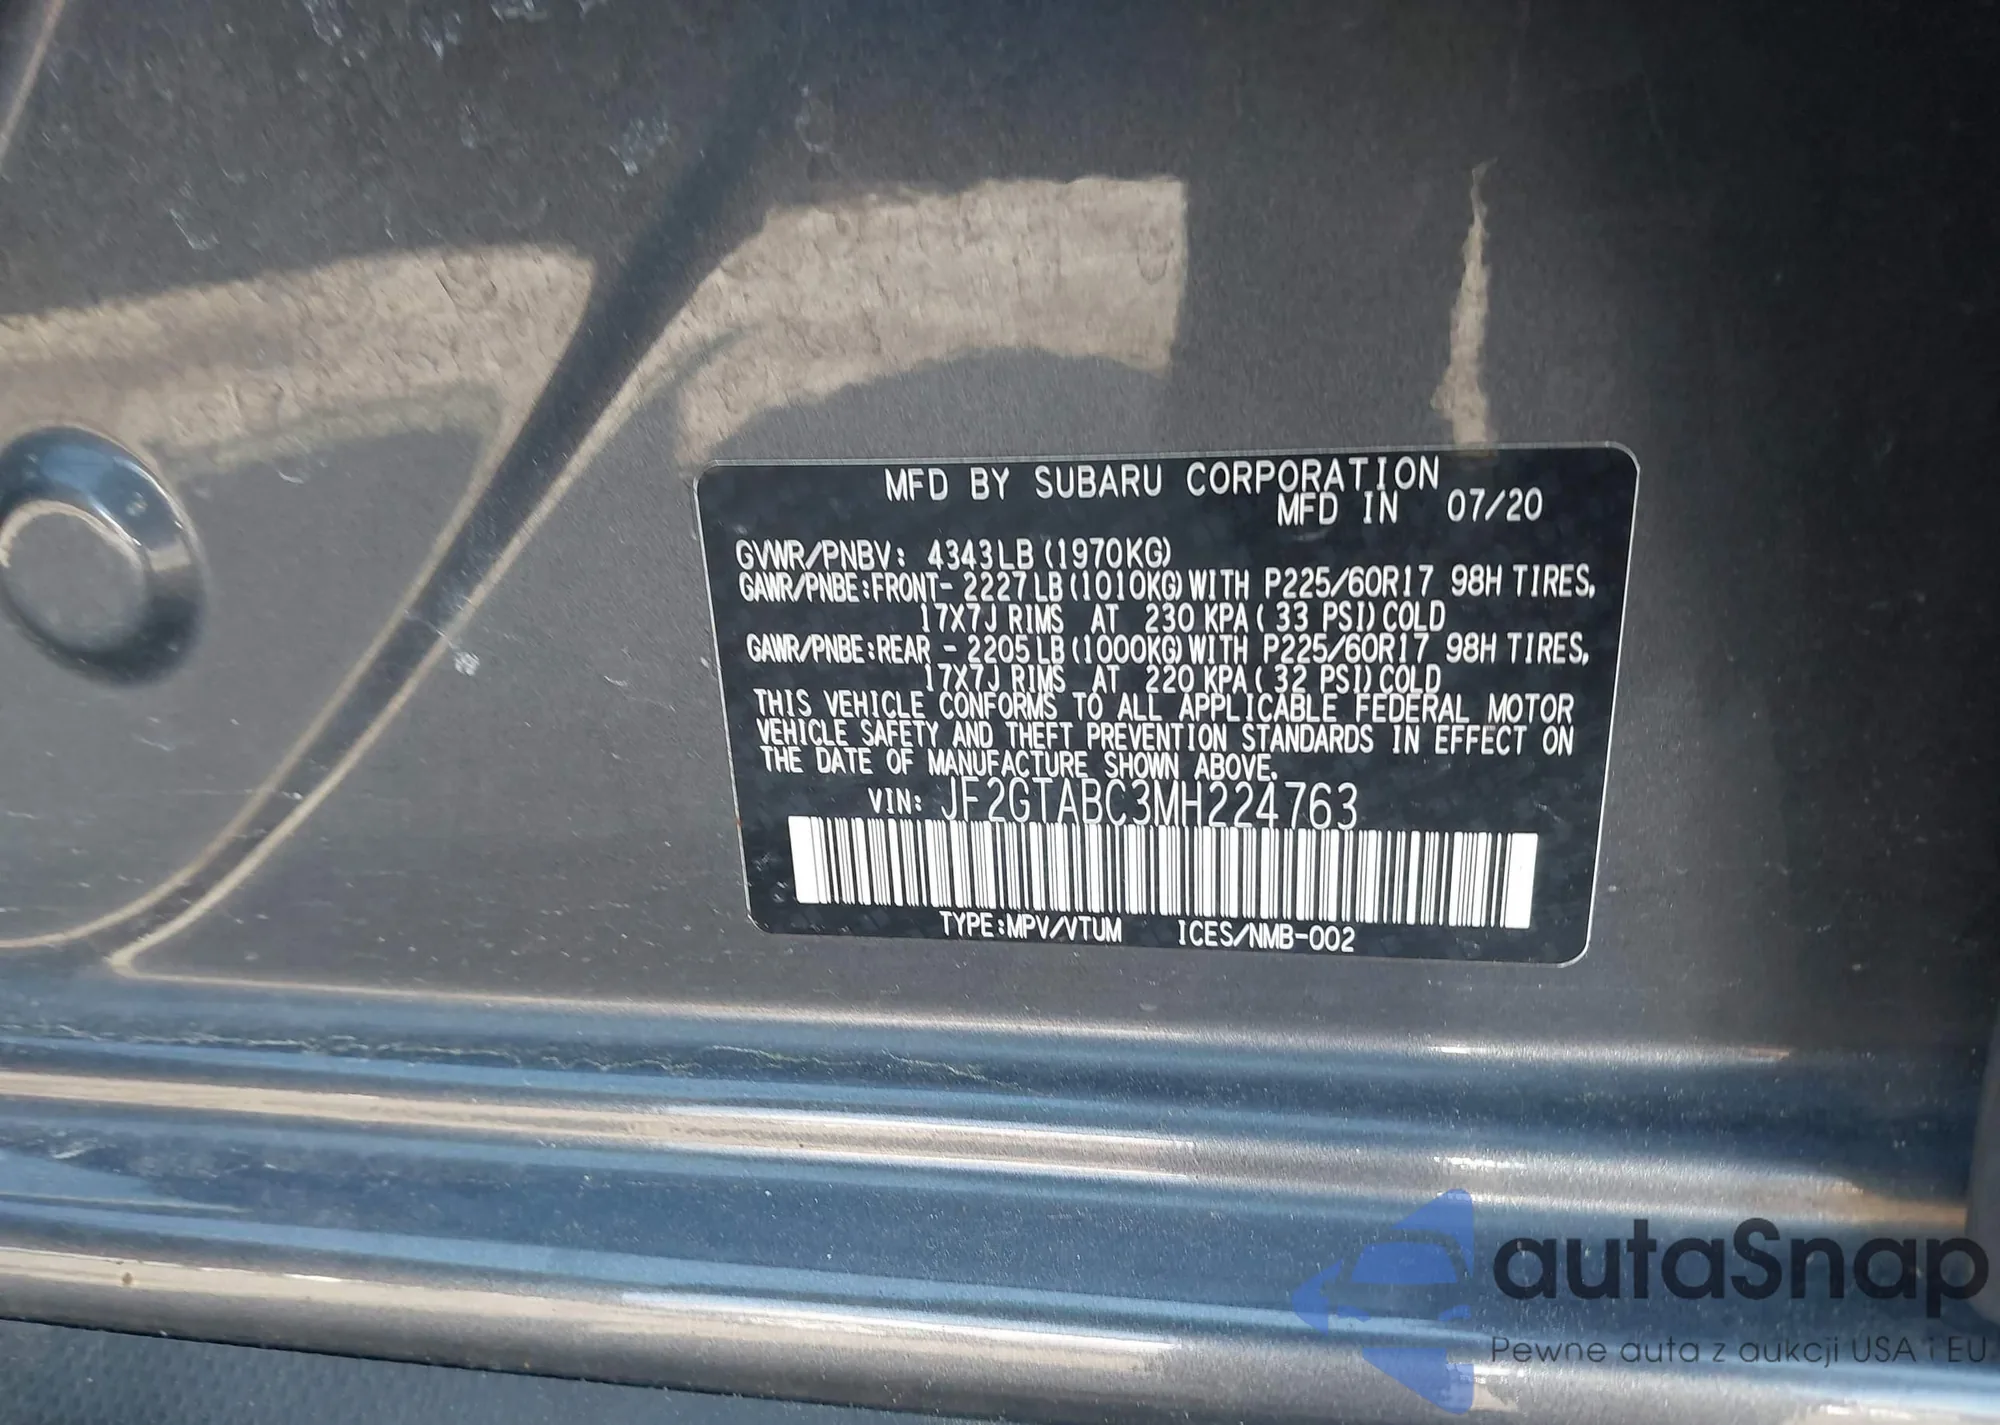 MFD BY SUBARU CORPORATION
MFD IN 07/20
GVWR/PNBV: 4343LB (1970KG)
GAWR/PNBE:FRONT- 2227LB (1010KG) WITH P225/60R17 98H TIRES,
17X7J RIMS AT 230 KPA ( 33 PSI) COLD
GAWR/PNBE:REAR - 2205LB (1000KG) WITH P225/60R17 98H TIRES,
17X7J RIMS AT 220 KPA ( 32 PSI) COLD
THIS VEHICLE CONFORMS TO ALL APPLICABLE FEDERAL MOTOR
VEHICLE SAFETY AND THEFT PREVENTION STANDARDS IN EFFECT ON
THE DATE OF MANUFACTURE SHOWN ABOVE.
VIN: JF2GTABC3MH224763
TYPE:MPV/VTUM ICES/NMB-002
autaSnap
Pewne auta z aukcji USA i EU